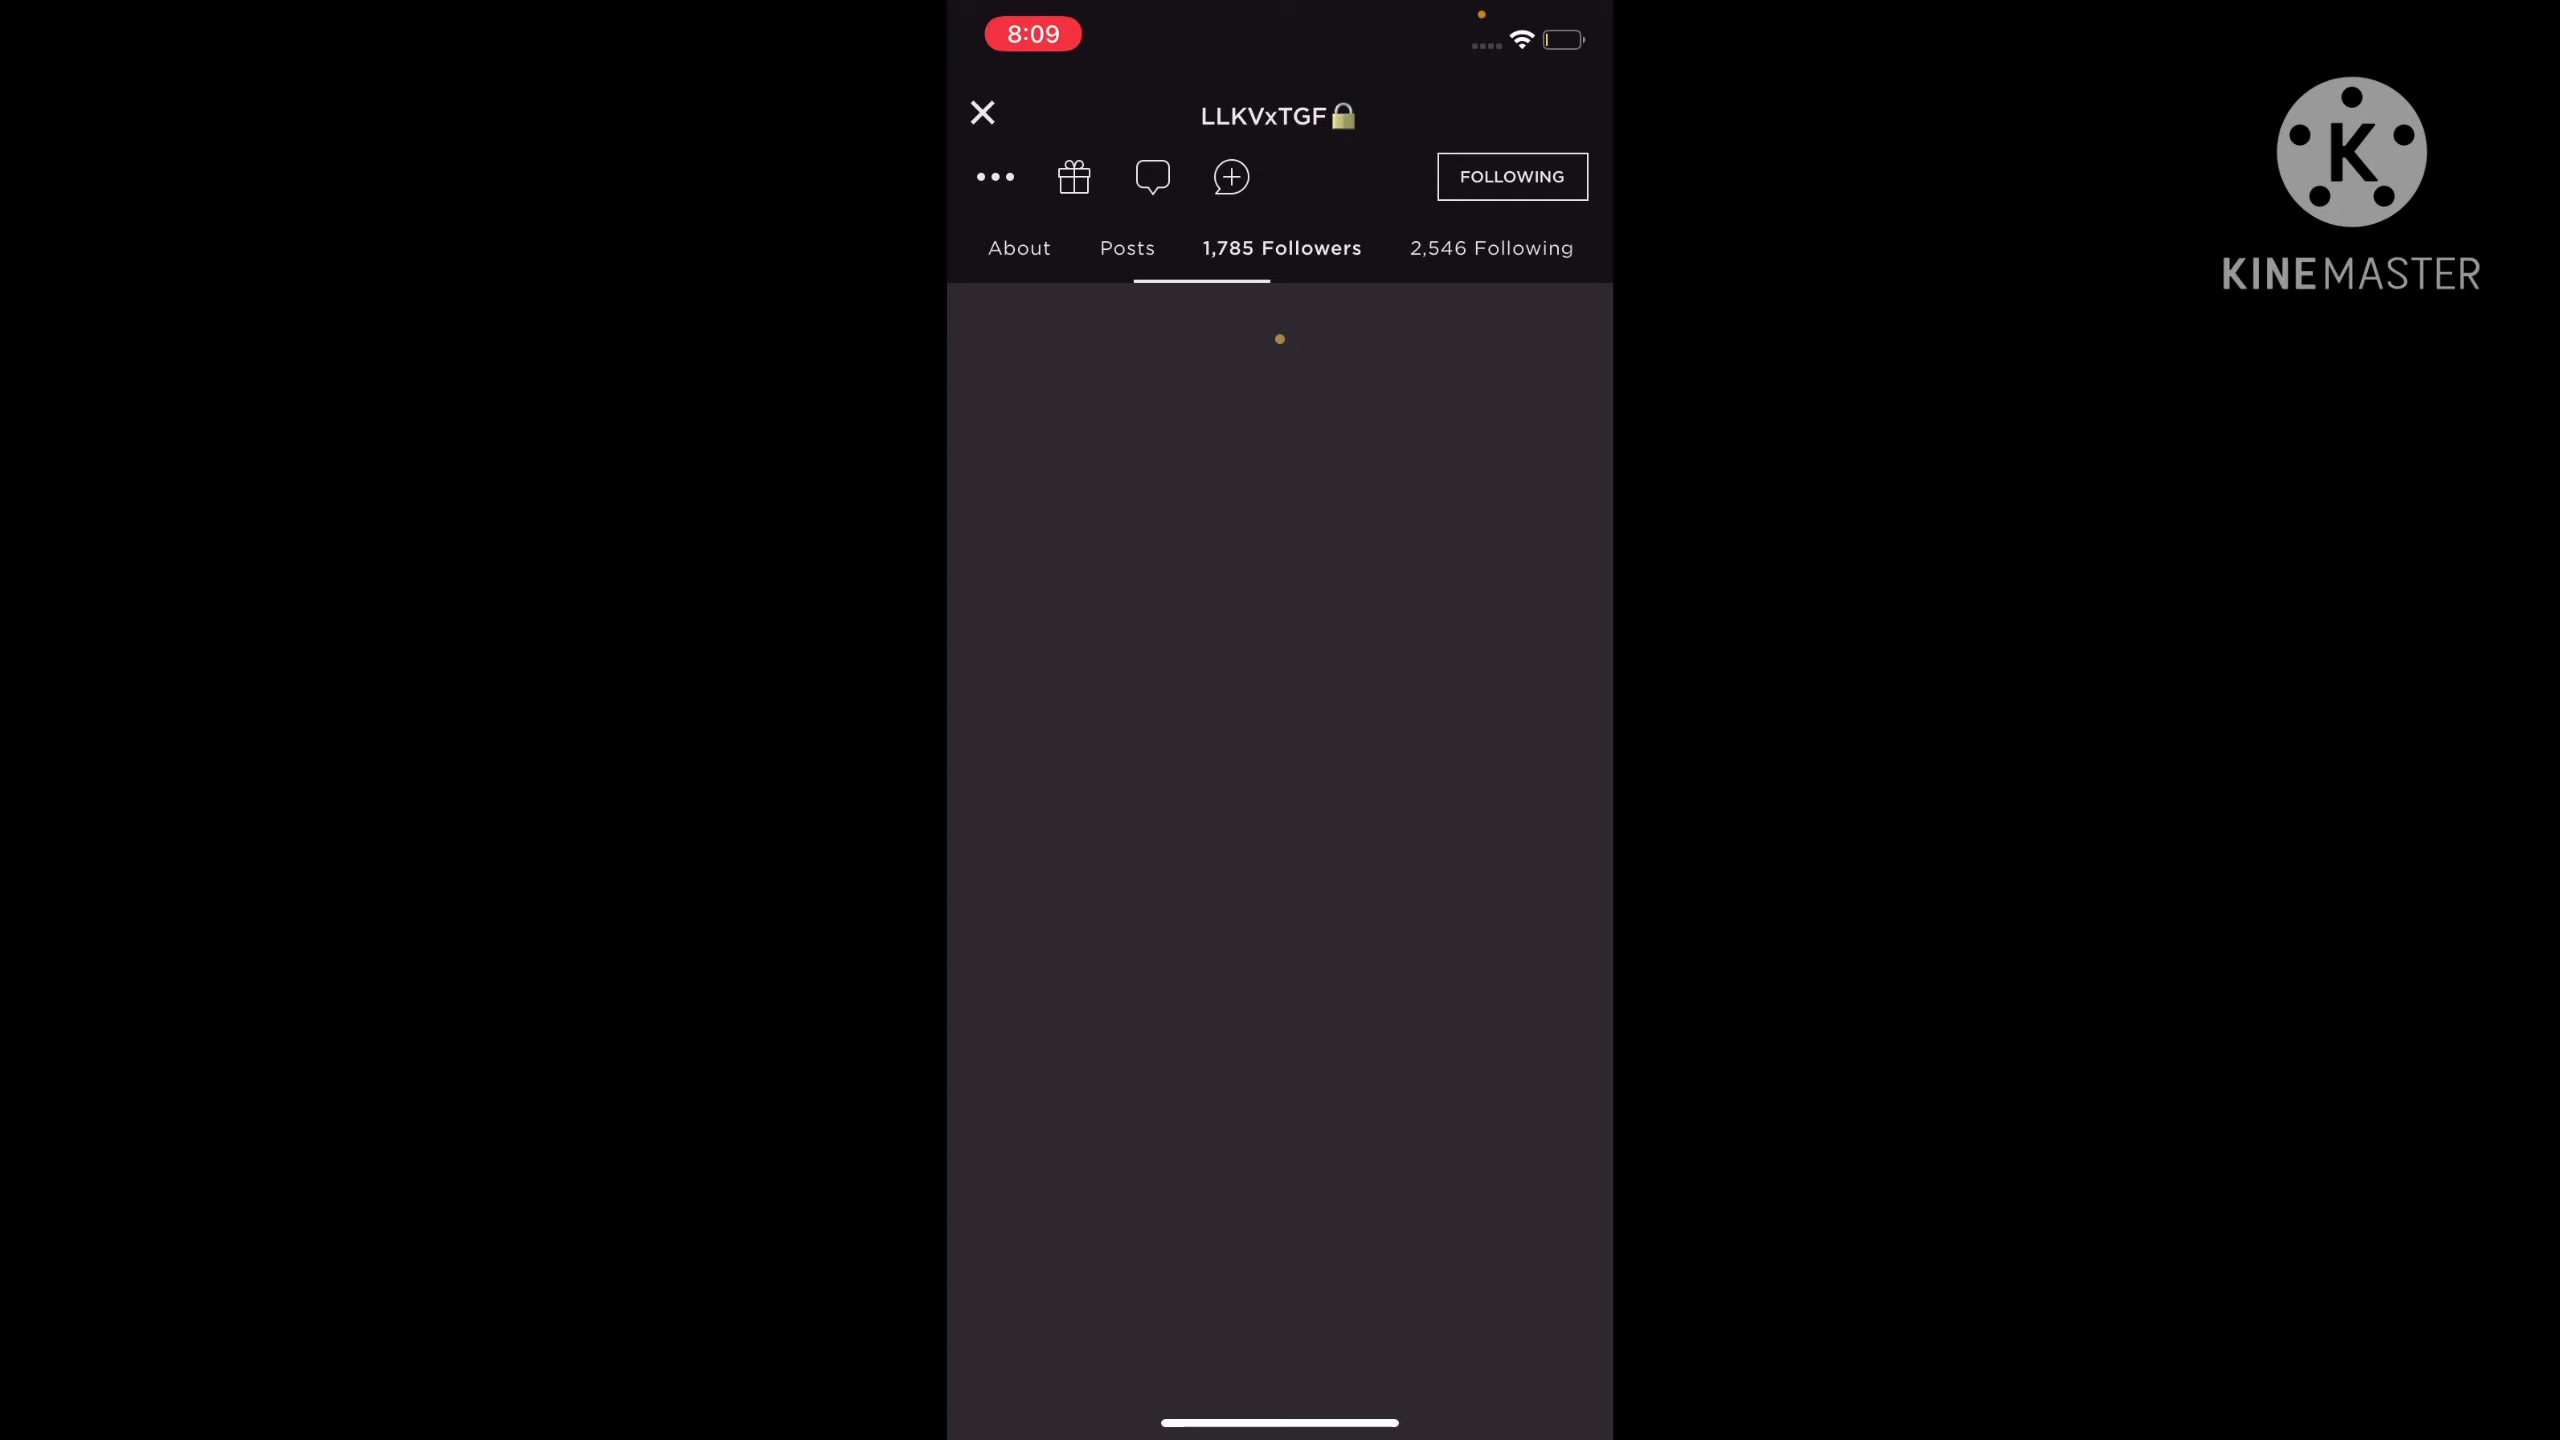 8:09
LLKVxTGF🔒
FOLLOWING
About Posts 1,785 Followers 2,546 Following
K
KINEMASTER